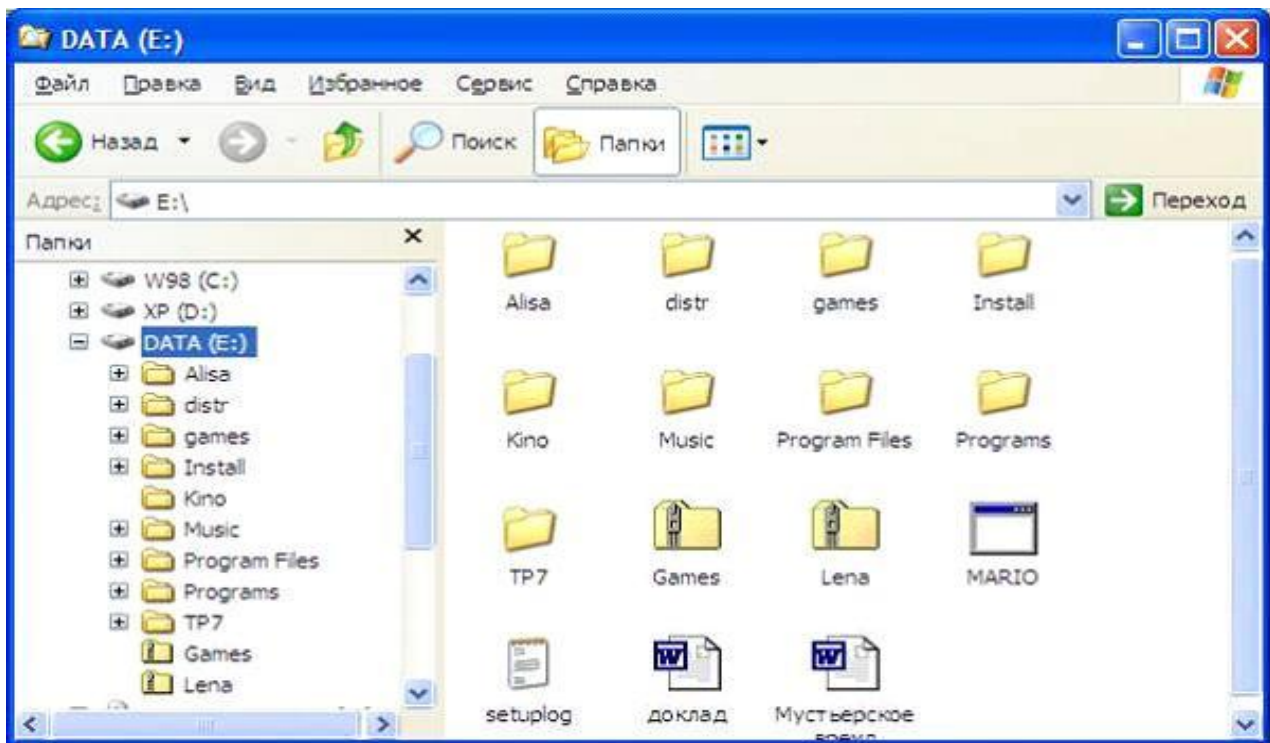 DATA (E:)
Файл Правка Вид Избранное Сервис Справка
Назад Поиск Папки
Адрес: E:\ Переход
Папки
W98 (C:)
XP (D:)
DATA (E:)
Alisa
distr
games
Install
Kino
Music
Program Files
Programs
TP7
Games
Lena
Alisa distr games Install
Kino Music Program Files Programs
TP7 Games Lena MARIO
setuplog доклад Мустьерское